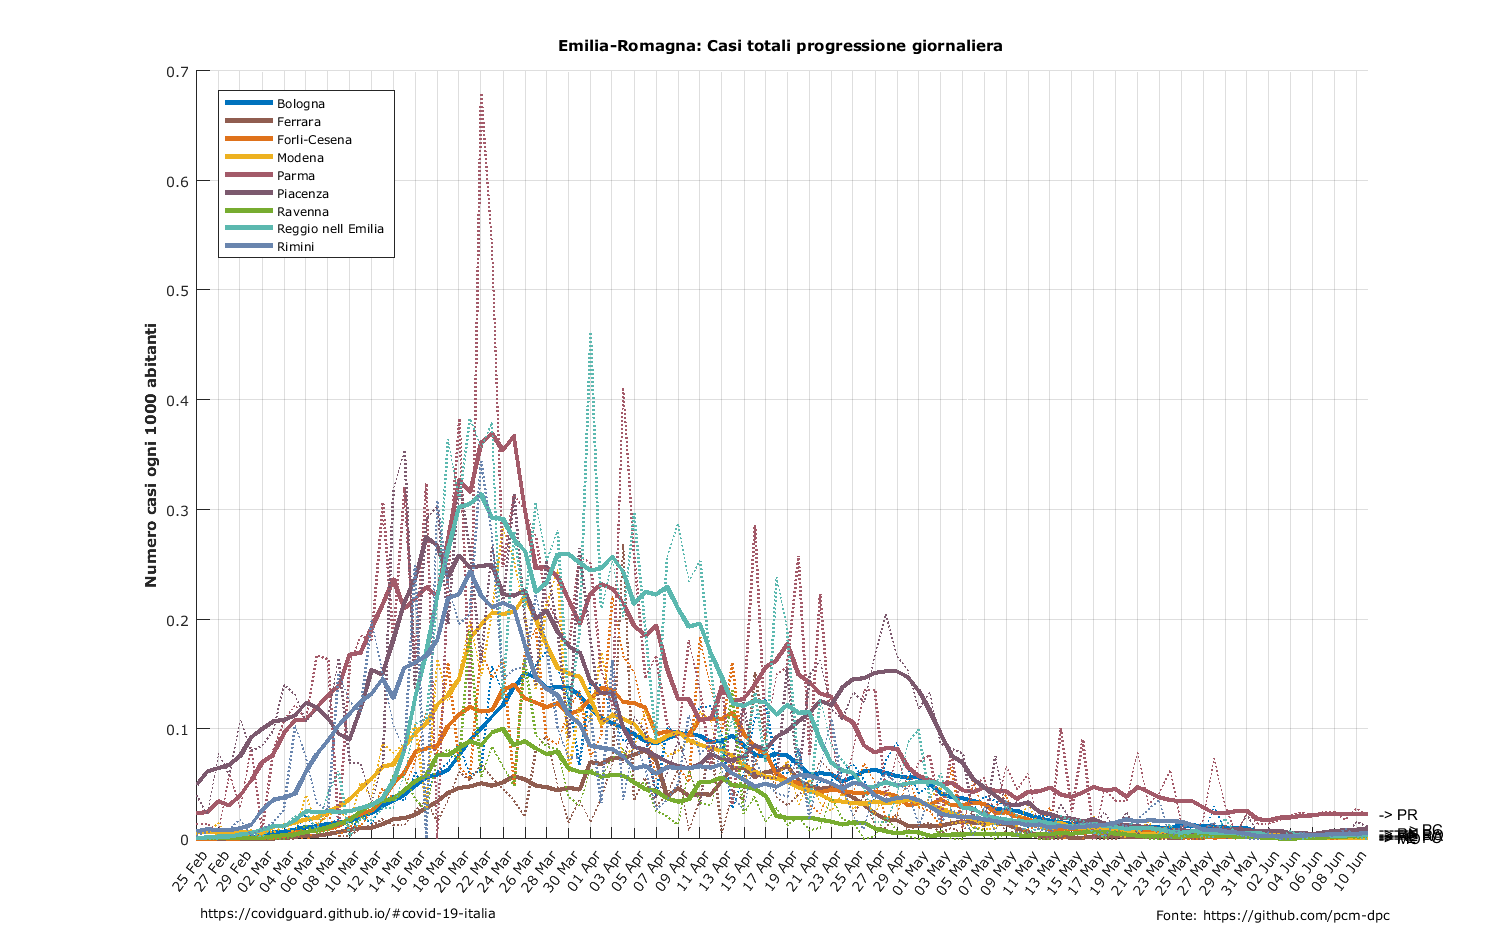 Emilia-Romagna: Casi totali progressione giornaliera
Numero casi ogni 1000 abitanti
0.7
0.6
0.5
0.4
0.3
0.2
0.1
0
Bologna
Ferrara
Forli-Cesena
Modena
Parma
Piacenza
Ravenna
Reggio nell Emilia
Rimini
-> PR
25 Feb
27 Feb
29 Feb
02 Mar
04 Mar
06 Mar
08 Mar
10 Mar
12 Mar
14 Mar
16 Mar
18 Mar
20 Mar
22 Mar
24 Mar
26 Mar
28 Mar
30 Mar
01 Apr
03 Apr
05 Apr
07 Apr
09 Apr
11 Apr
13 Apr
15 Apr
17 Apr
19 Apr
21 Apr
23 Apr
25 Apr
27 Apr
29 Apr
01 May
03 May
05 May
07 May
09 May
11 May
13 May
15 May
17 May
19 May
21 May
23 May
25 May
27 May
29 May
31 May
02 Jun
04 Jun
06 Jun
08 Jun
10 Jun
https://covidguard.github.io/#covid-19-italia
Fonte: https://github.com/pcm-dpc